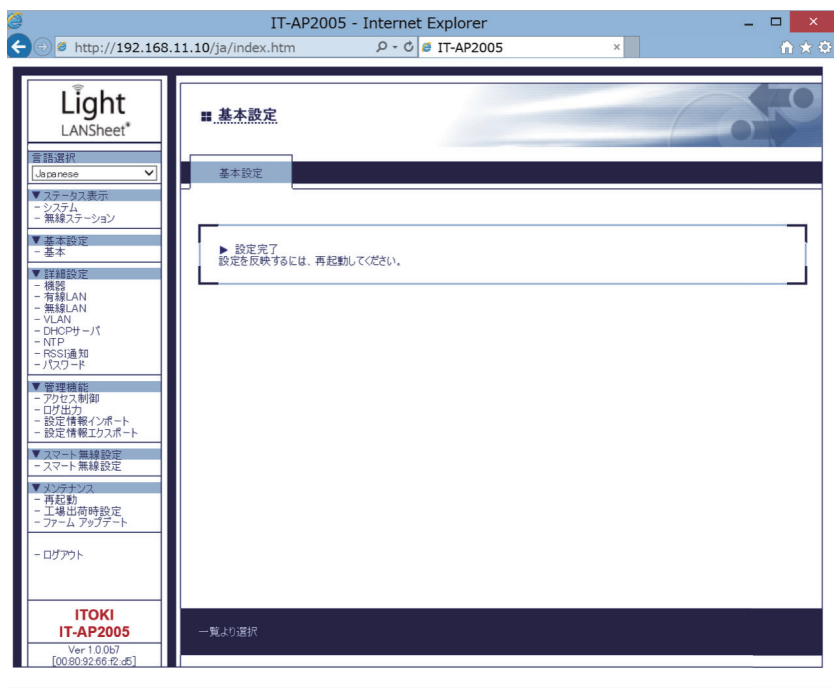 IT-AP2005 - Internet Explorer
http://192.168.11.10/ja/index.htm
IT-AP2005
Light
LANSheet
言語選択
Japanese
▼ステータス表示
- システム
- 無線ステーション
▼基本設定
- 基本
▼詳細設定
- 機器
- 有線LAN
- 無線LAN
- VLAN
- DHCPサーバ
- NTP
- RSSI通知
- パスワード
▼管理機能
- アクセス制御
- ログ出力
- 設定情報インポート
- 設定情報エクスポート
▼スマート無線設定
- スマート無線設定
▼メンテナンス
- 再起動
- 工場出荷時設定
- ファーム アップデート
- ログアウト
ITOKI
IT-AP2005
Ver 1.0.0b7
[00:80:92:66:f2:d5]
基本設定
基本設定
▶ 設定完了
設定を反映するには、再起動してください。
一覧より選択